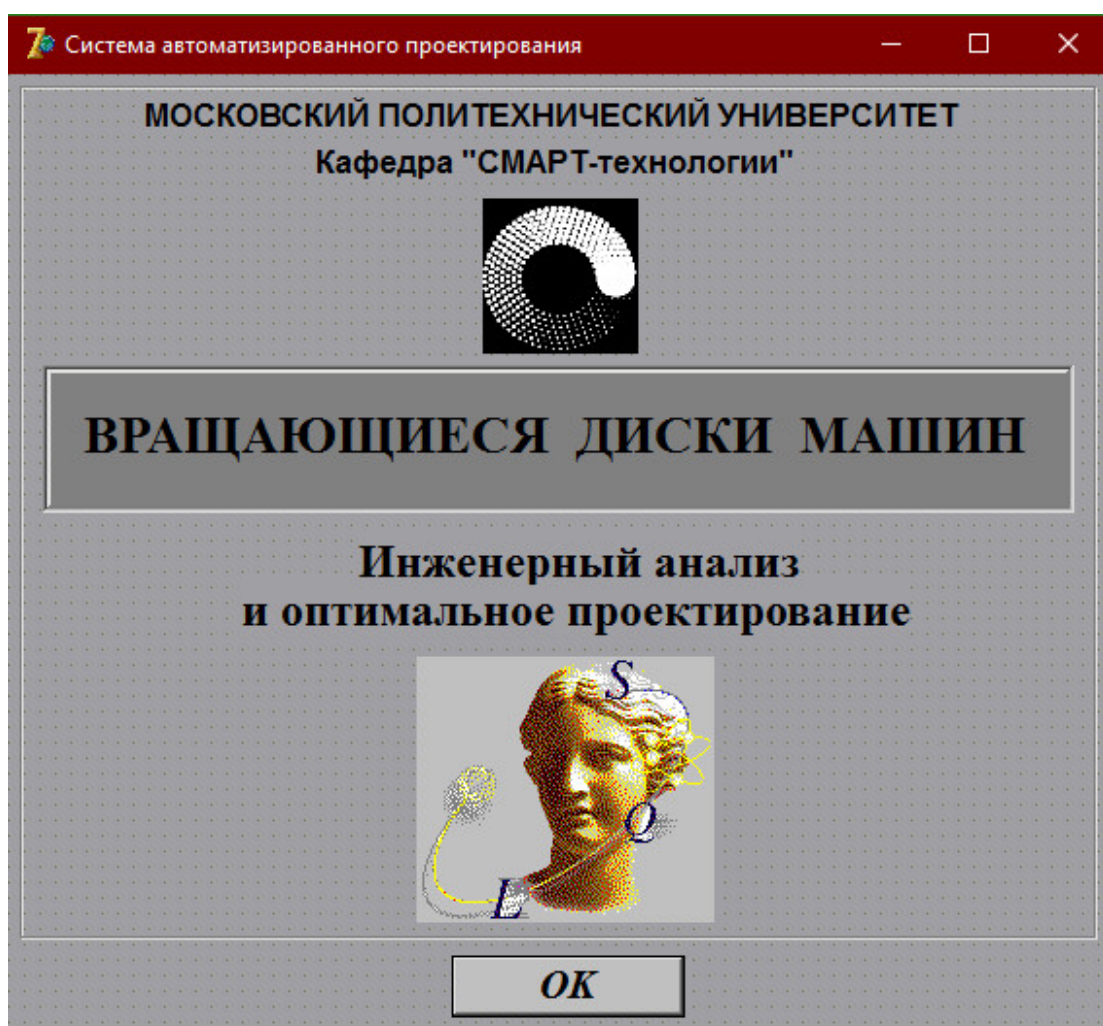 Система автоматизированного проектирования
МОСКОВСКИЙ ПОЛИТЕХНИЧЕСКИЙ УНИВЕРСИТЕТ
Кафедра "СМАРТ-технологии"
ВРАЩАЮЩИЕСЯ ДИСКИ МАШИН
Инженерный анализ
и оптимальное проектирование
S
Q
L
OK